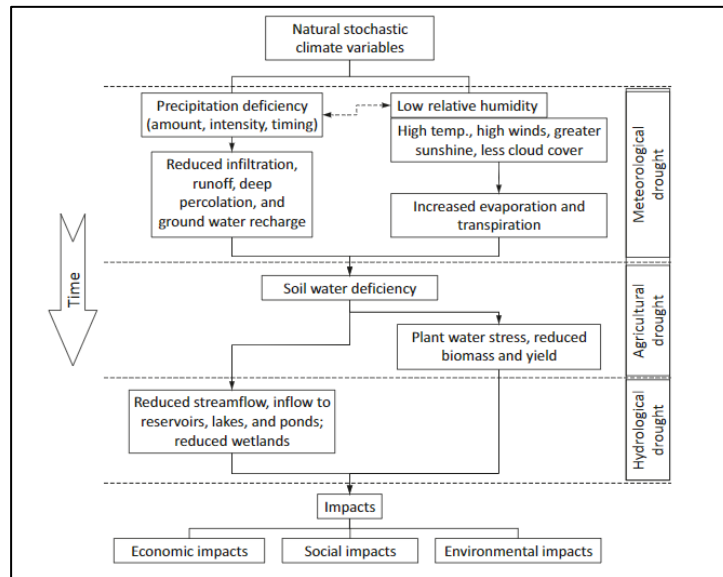 Natural stochastic
climate variables
Precipitation deficiency
(amount, intensity, timing)
Low relative humidity
High temp., high winds, greater
sunshine, less cloud cover
Reduced infiltration,
runoff, deep
percolation, and
ground water recharge
Increased evaporation and
transpiration
Meteorological
drought
Time
Soil water deficiency
Plant water stress, reduced
biomass and yield
Agricultural
drought
Reduced streamflow, inflow to
reservoirs, lakes, and ponds;
reduced wetlands
Hydrological
drought
Impacts
Economic impacts
Social impacts
Environmental impacts